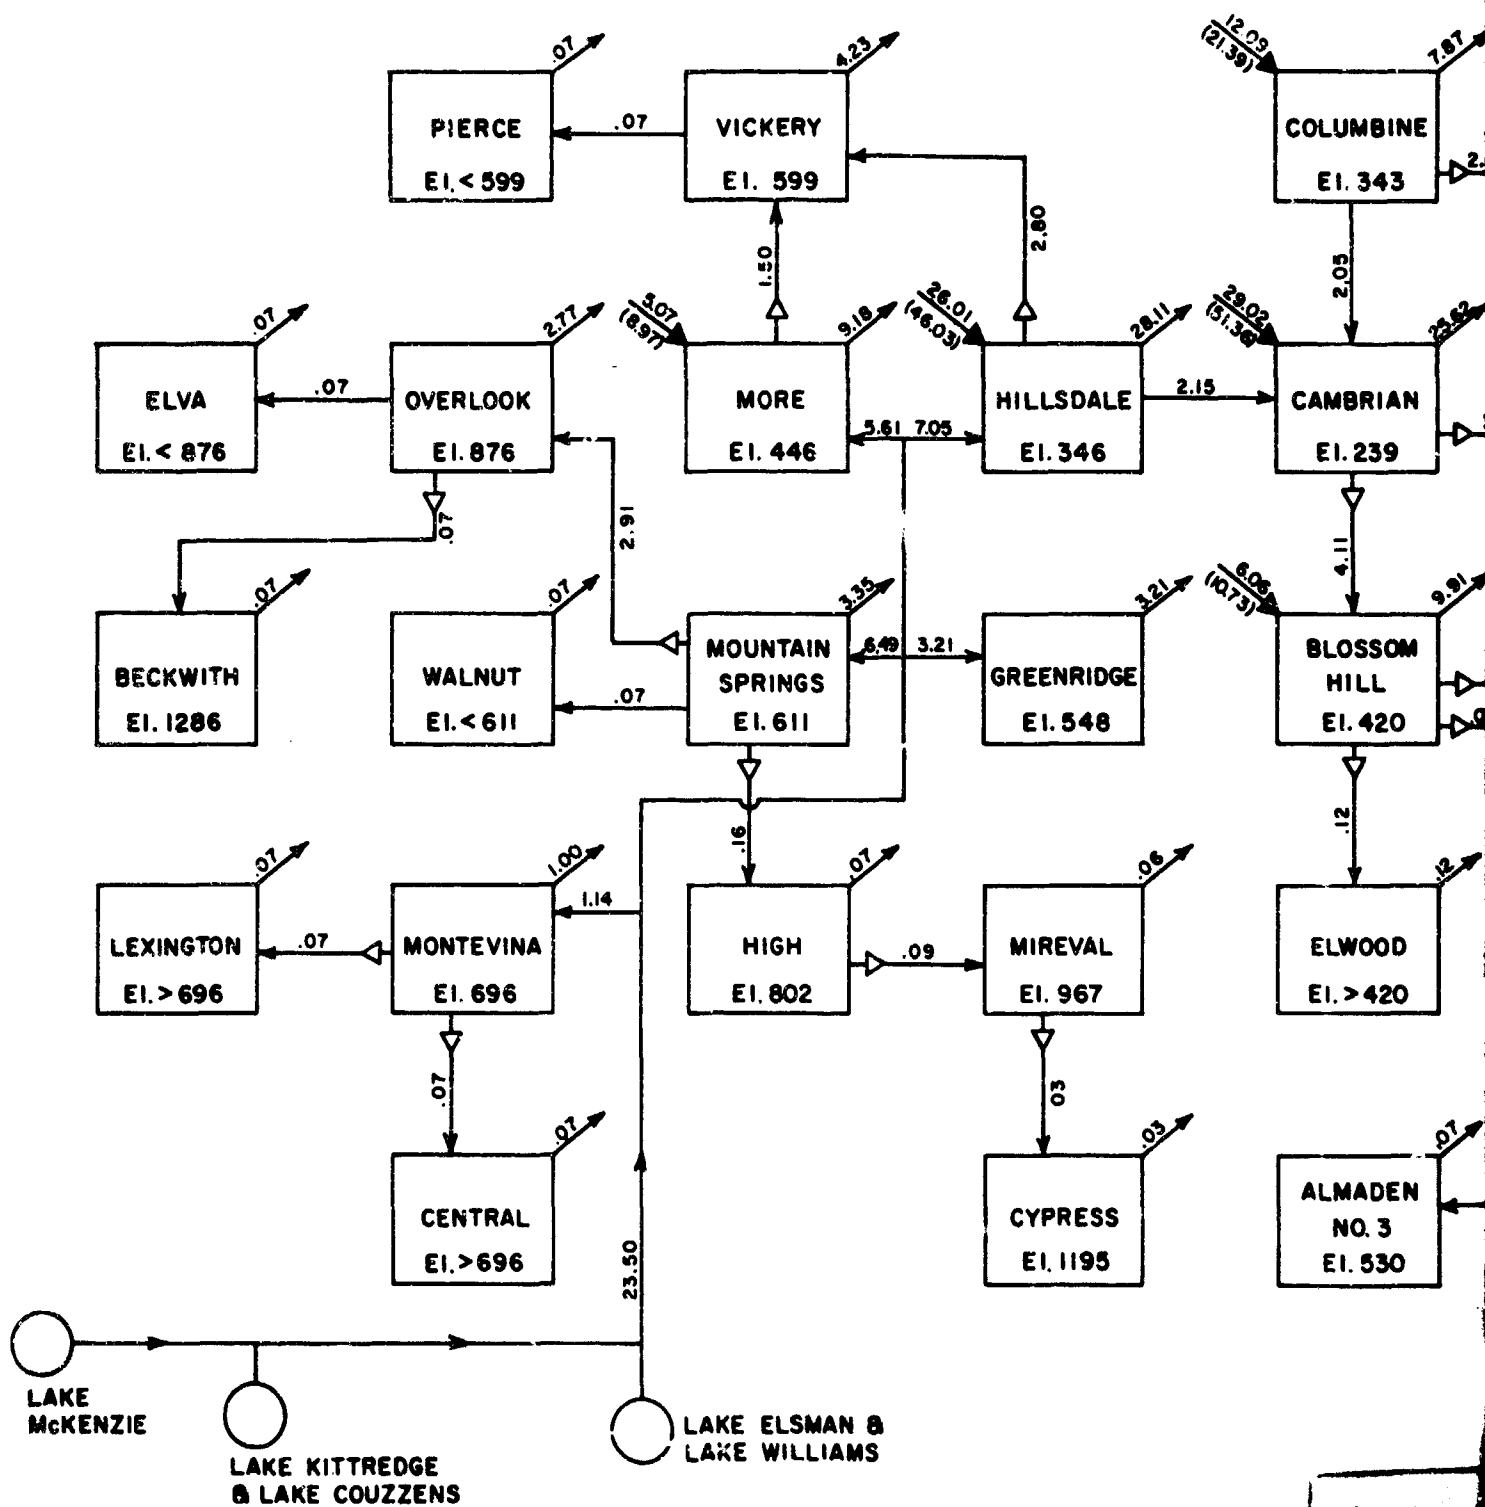 .07
4.23
12.09
(21.39)
7.87
PIERCE
El. < 599
.07
VICKERY
El. 599
COLUMBINE
El. 343
2.
1.50
2.80
2.05
.07
2.77
5.07
(8.97)
9.18
26.01
(46.03)
28.11
29.02
(51.36)
25.62
ELVA
El. < 876
.07
OVERLOOK
El. 876
MORE
El. 446
5.61 7.05
HILLSDALE
El. 346
2.15
CAMBRIAN
El. 239
.07
2.91
4.11
.07
.07
3.35
3.21
6.06
(10.73)
9.91
BECKWITH
El. 1286
WALNUT
El. < 611
.07
MOUNTAIN
SPRINGS
El. 611
6.49 3.21
GREENRIDGE
El. 548
BLOSSOM
HILL
El. 420
.16
.12
.07
1.00
.07
.06
.12
1.14
LEXINGTON
El. > 696
.07
MONTEVINA
El. 696
HIGH
El. 802
.09
MIREVAL
El. 967
ELWOOD
El. > 420
.07
.03
.07
.03
.07
CENTRAL
El. > 696
23.50
CYPRESS
El. 1195
ALMADEN
NO. 3
El. 530
LAKE
McKENZIE
LAKE KITTREDGE
& LAKE COUZZENS
LAKE ELSMAN &
LAKE WILLIAMS